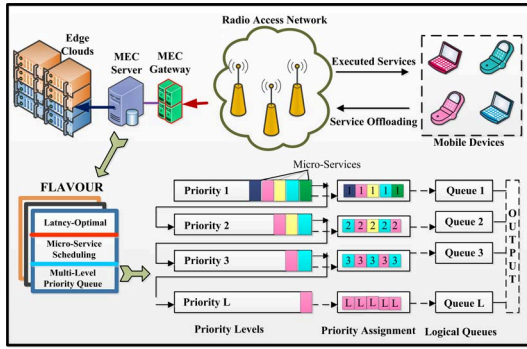 Radio Access Network
Edge
Clouds
MEC
Server
MEC
Gateway
Executed Services
Service Offloading
Mobile Devices
Micro-Services
FLAVOUR
Latncy-Optimal
Micro-Service
Scheduling
Multi-Level
Priority Queue
Priority 1
1 1 1 1 1
Queue 1
Priority 2
2 2 2 2 2
Queue 2
Priority 3
3 3 3 3 3
Queue 3
Priority L
L L L L L
Queue L
OUTPUT
Priority Levels
Priority Assignment
Logical Queues